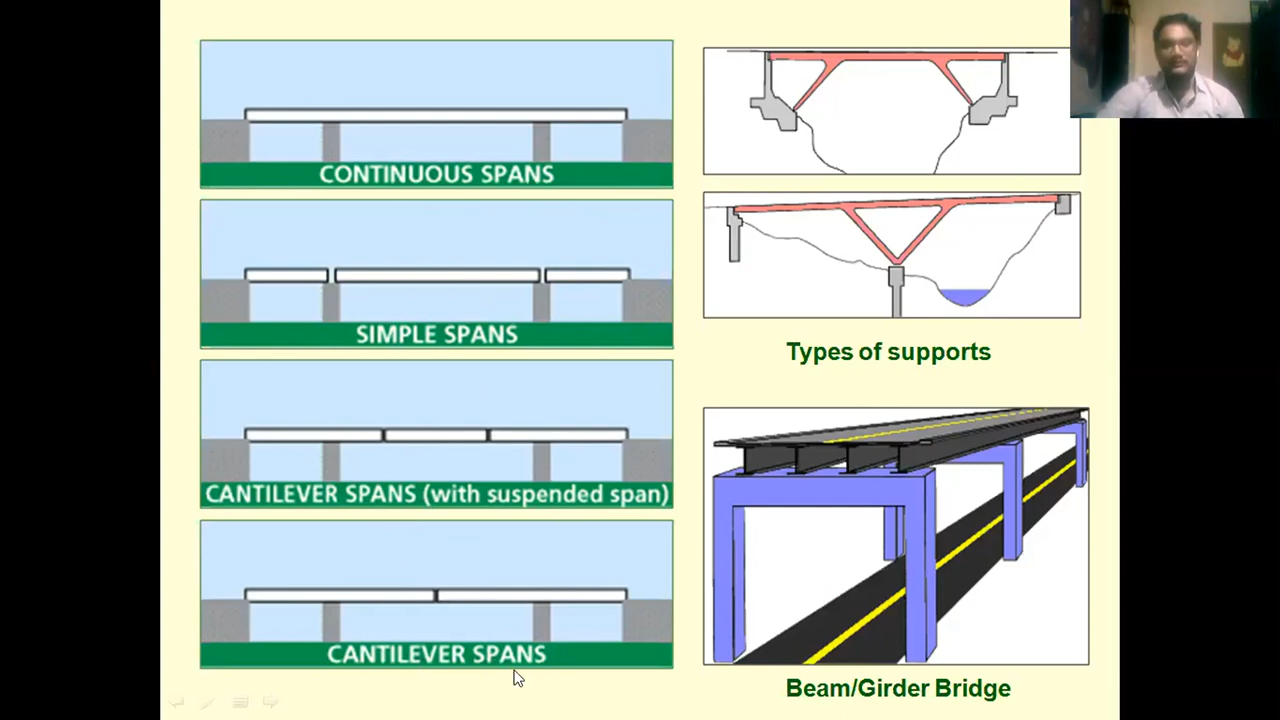 CONTINUOUS SPANS
SIMPLE SPANS
CANTILEVER SPANS (with suspended span)
CANTILEVER SPANS
Types of supports
Beam/Girder Bridge